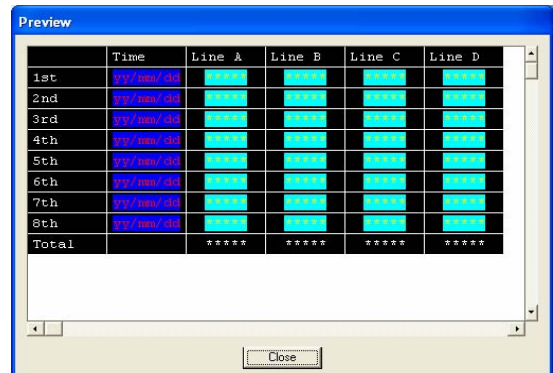 Preview
Time Line A Line B Line C Line D
1st yy/mm/dd ***** ***** ***** *****
2nd yy/mm/dd ***** ***** ***** *****
3rd yy/mm/dd ***** ***** ***** *****
4th yy/mm/dd ***** ***** ***** *****
5th yy/mm/dd ***** ***** ***** *****
6th yy/mm/dd ***** ***** ***** *****
7th yy/mm/dd ***** ***** ***** *****
8th yy/mm/dd ***** ***** ***** *****
Total ***** ***** ***** *****
Close